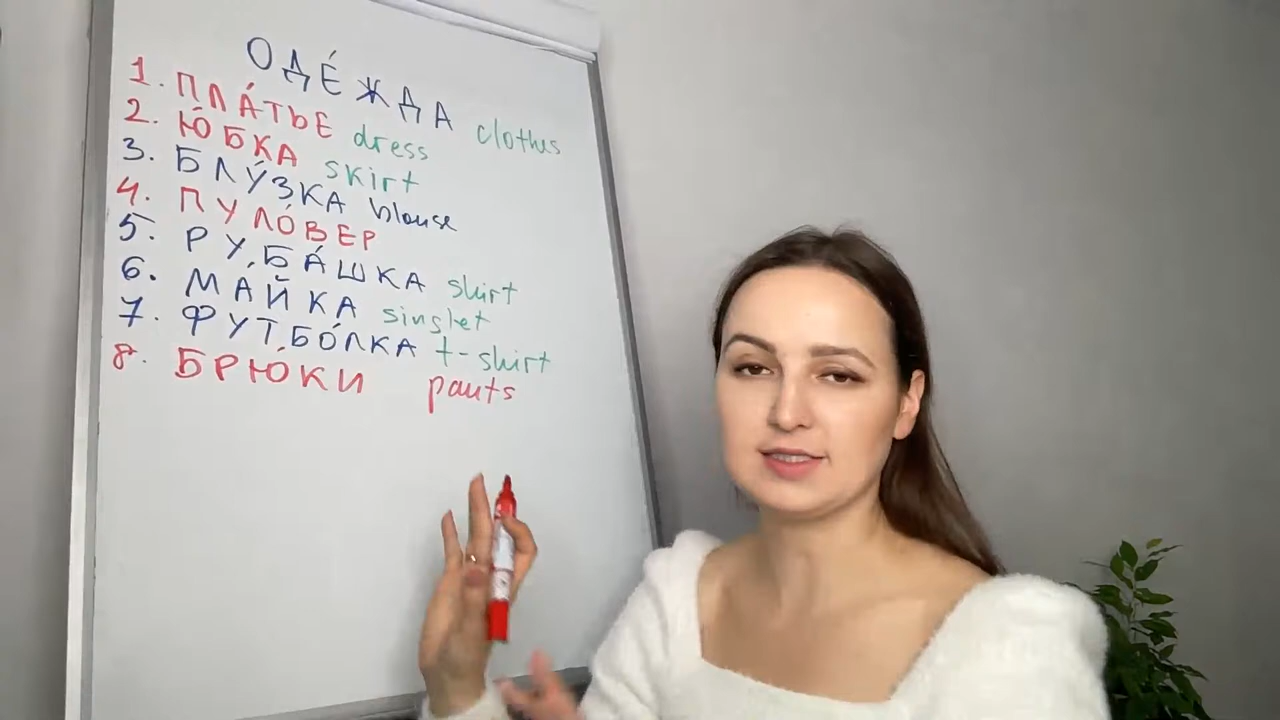 ОДЕ́ЖДА clothes
1. ПЛА́ТЬЕ dress
2. Ю́БКА skirt
3. БЛУ́ЗКА blouse
4. ПУЛО́ВЕР
5. РУБА́ШКА shirt
6. МА́ЙКА singlet
7. ФУТБО́ЛКА t-shirt
8. БРЮ́КИ pants